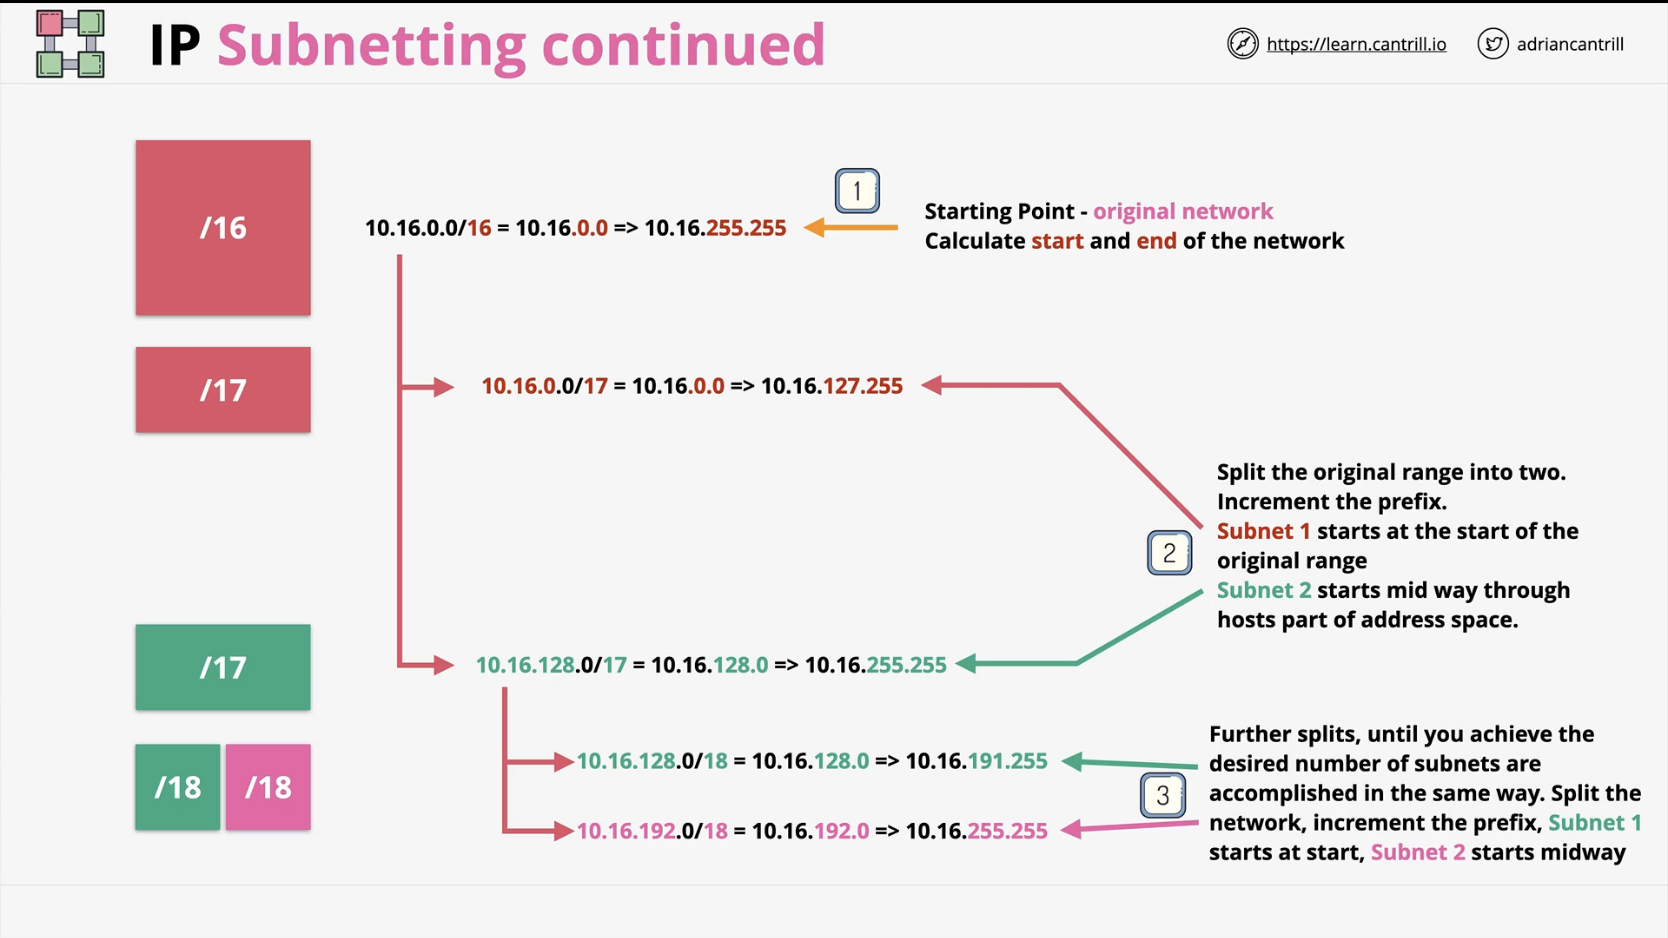 IP Subnetting continued
https://learn.cantrill.io
adriancantrill
/16
10.16.0.0/16 = 10.16.0.0 => 10.16.255.255
1
Starting Point - original network
Calculate start and end of the network
/17
10.16.0.0/17 = 10.16.0.0 => 10.16.127.255
2
Split the original range into two.
Increment the prefix.
Subnet 1 starts at the start of the
original range
Subnet 2 starts mid way through
hosts part of address space.
/17
10.16.128.0/17 = 10.16.128.0 => 10.16.255.255
/18
/18
10.16.128.0/18 = 10.16.128.0 => 10.16.191.255
10.16.192.0/18 = 10.16.192.0 => 10.16.255.255
3
Further splits, until you achieve the
desired number of subnets are
accomplished in the same way. Split the
network, increment the prefix, Subnet 1
starts at start, Subnet 2 starts midway